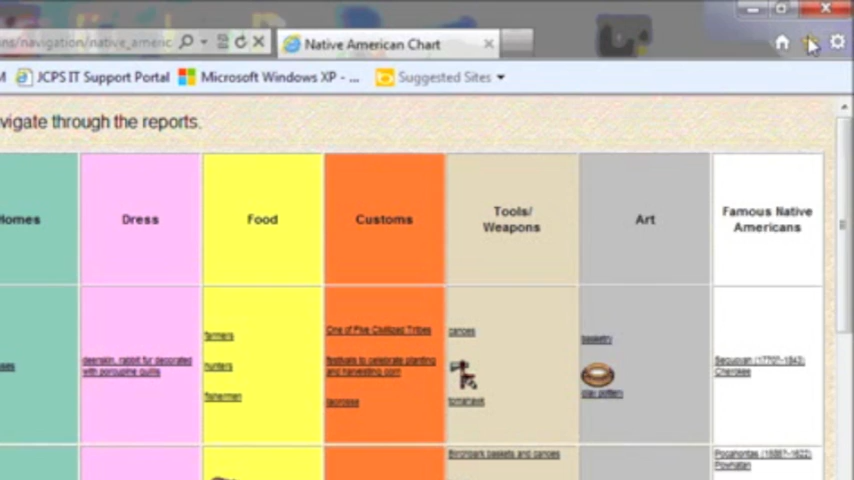 ns/navigation/native_americ
Native American Chart
JCPS IT Support Portal
Microsoft Windows XP - ...
Suggested Sites
vigate through the reports.
Homes
Dress
Food
Customs
Tools/
Weapons
Art
Famous Native
Americans
farmers
hunters
fishermen
deerskin, rabbit fur decorated
with porcupine quills
One of Five Civilized Tribes
festivals to celebrate planting
and harvesting corn
lacrosse
canoes
tomahawk
basketry
clay pottery
Sequoyah (1770?-1843)
Cherokee
Birchbark baskets and canoes
Pocahontas (1595?-1622)
Powhatan